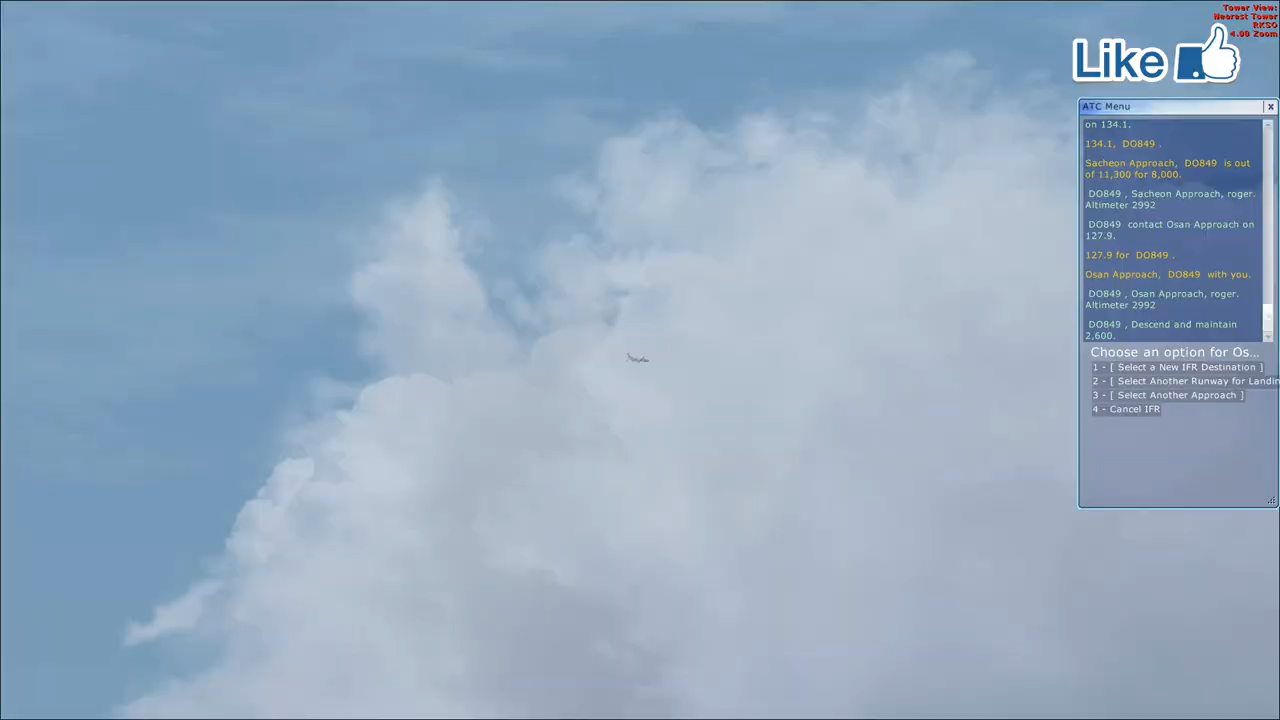 Tower View:
Nearest Tower
RKSO
4.00 Zoom
Like
ATC Menu
x
on 134.1.
134.1, DO849 .
Sacheon Approach, DO849 is out
of 11,300 for 8,000.
DO849 , Sacheon Approach, roger.
Altimeter 2992
DO849 contact Osan Approach on
127.9.
127.9 for DO849 .
Osan Approach, DO849 with you.
DO849 , Osan Approach, roger.
Altimeter 2992
DO849 , Descend and maintain
2,600.
Choose an option for Os...
1 - [ Select a New IFR Destination ]
2 - [ Select Another Runway for Landin
3 - [ Select Another Approach ]
4 - Cancel IFR